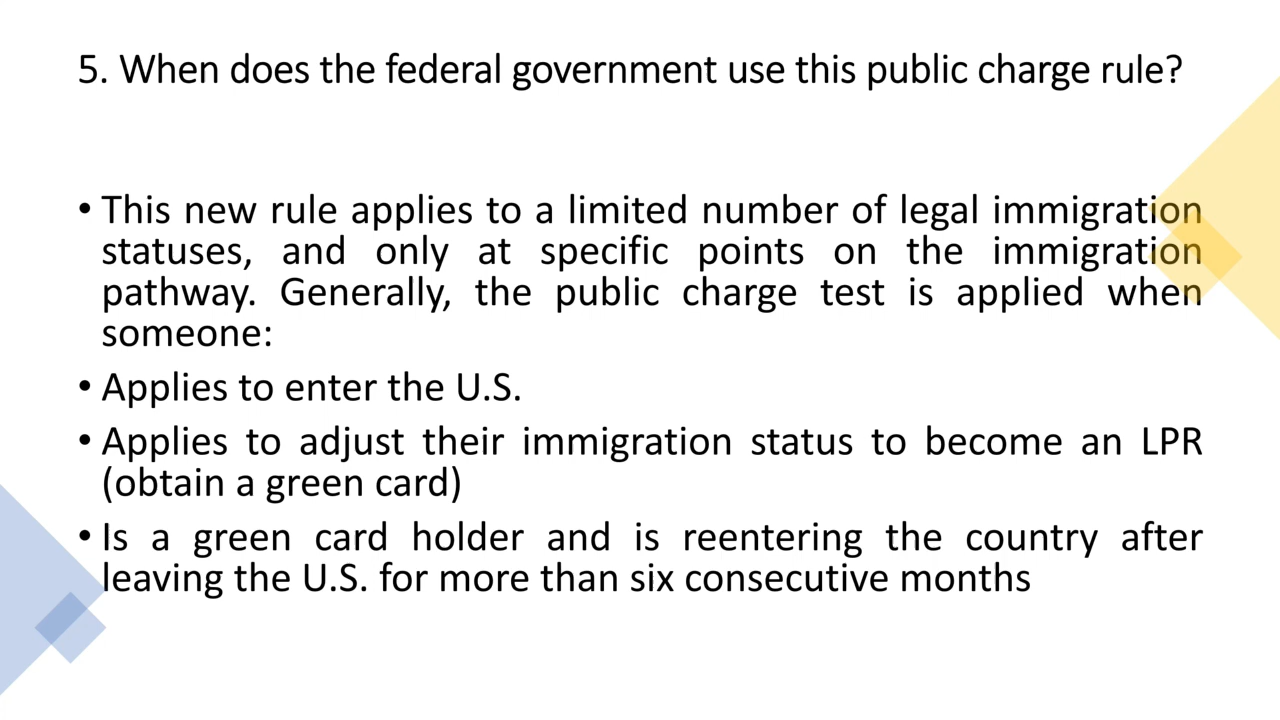 5. When does the federal government use this public charge rule?
• This new rule applies to a limited number of legal immigration
statuses, and only at specific points on the immigration
pathway. Generally, the public charge test is applied when
someone:
• Applies to enter the U.S.
• Applies to adjust their immigration status to become an LPR
(obtain a green card)
• Is a green card holder and is reentering the country after
leaving the U.S. for more than six consecutive months